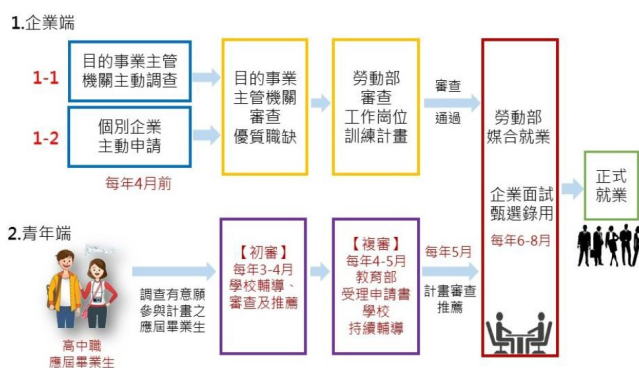 1.企業端
1-1
目的事業主管
機關主動調查
1-2
個別企業
主動申請
每年4月前
目的事業
主管機關
審查
優質職缺
勞動部
審查
工作崗位
訓練計畫
審查
通過
勞動部
媒合就業
企業面試
甄選錄用
每年6-8月
正式
就業
2.青年端
高中職
應屆畢業生
調查有意願
參與計畫之
應屆畢業生
【初審】
每年3-4月
學校輔導、
審查及推薦
【複審】
每年4-5月
教育部
受理申請書
學校
持續輔導
每年5月
計畫審查
推薦